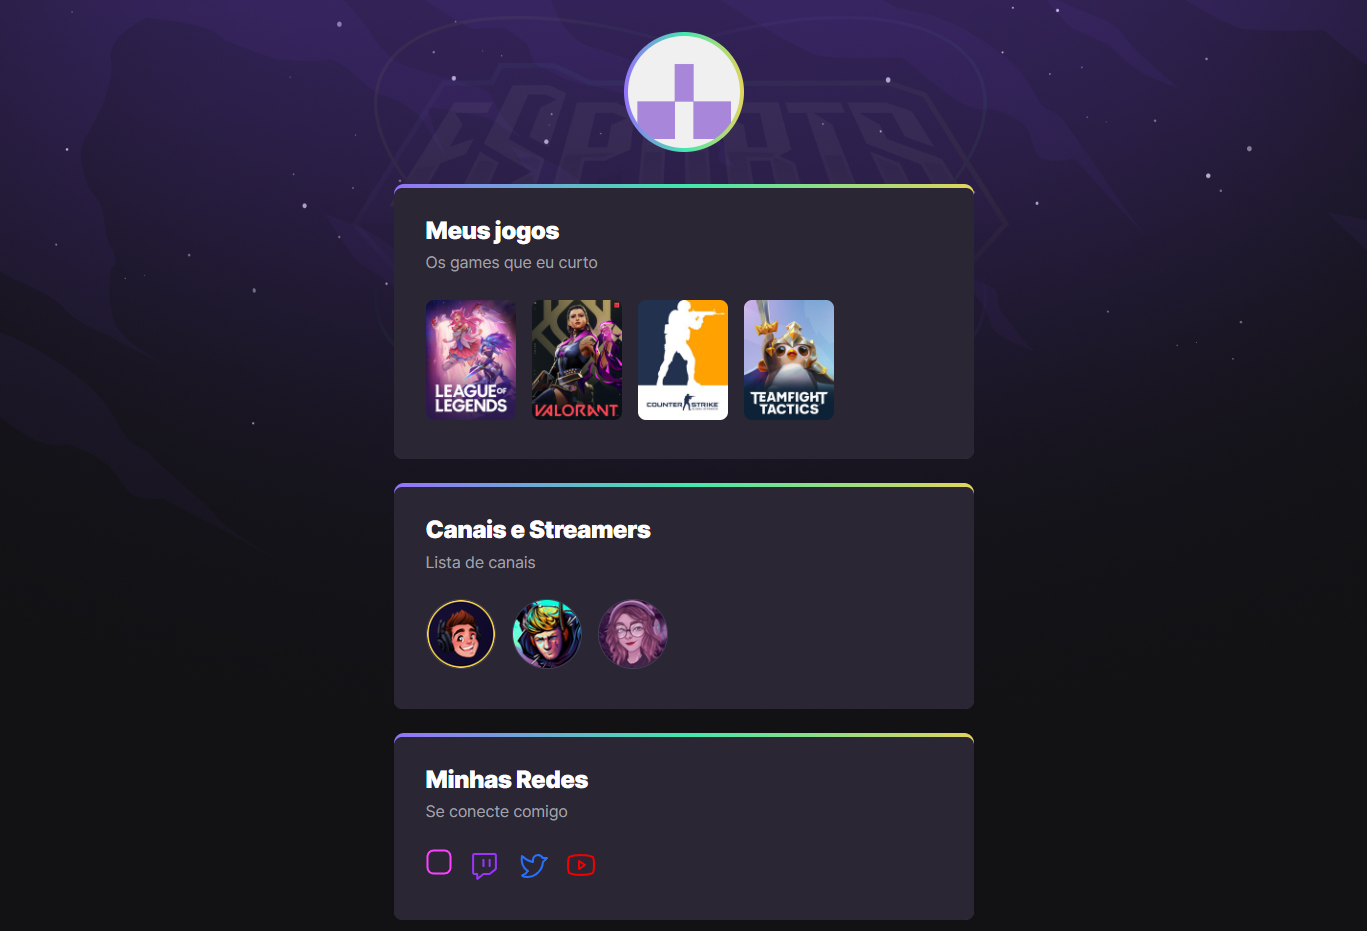 ESPORTS
Meus jogos
Os games que eu curto
LEAGUE OF
LEGENDS
VALORANT
COUNTER STRIKE
TEAMFIGHT
TACTICS
Canais e Streamers
Lista de canais
Minhas Redes
Se conecte comigo